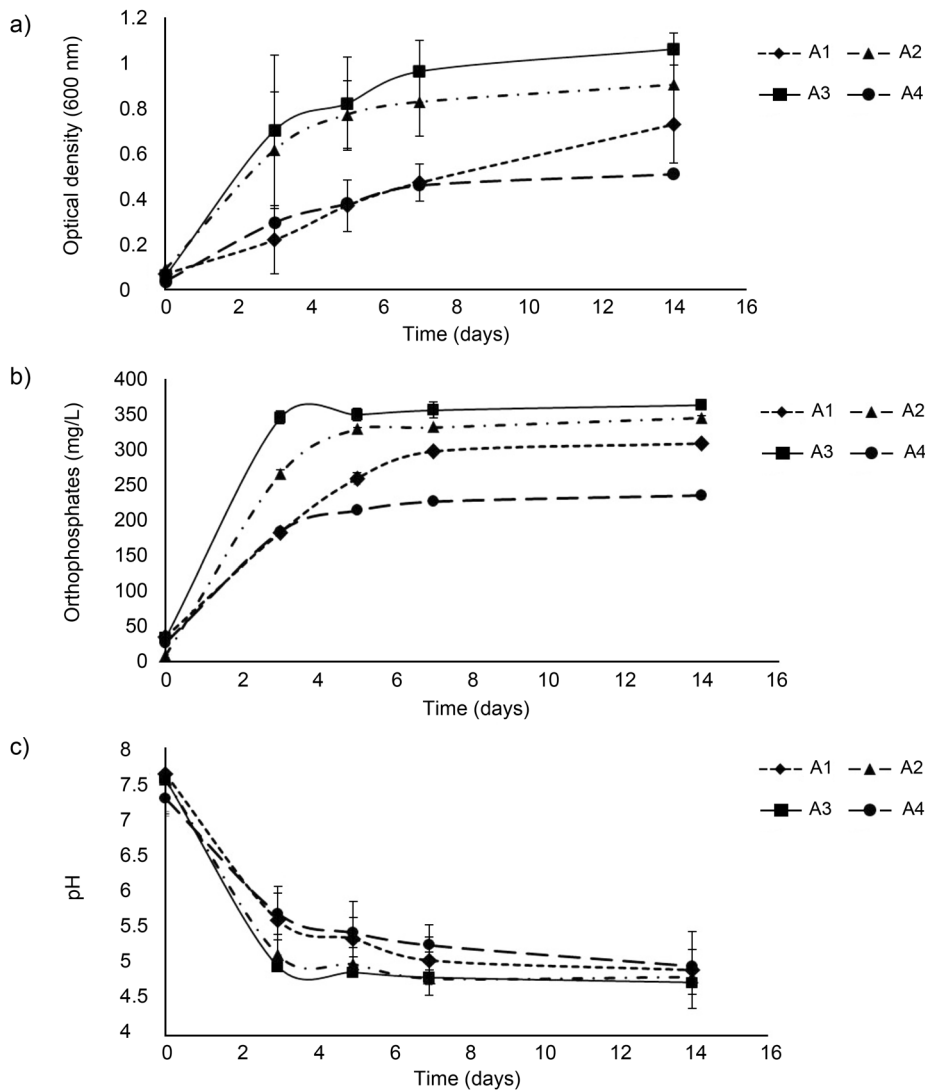 a)
Optical density (600 nm)
1.2
1
0.8
0.6
0.4
0.2
0
0 2 4 6 8 10 12 14 16
Time (days)
A1 A2
A3 A4
b)
Orthophosphates (mg/L)
400
350
300
250
200
150
100
50
0
0 2 4 6 8 10 12 14 16
Time (days)
A1 A2
A3 A4
c)
pH
8
7.5
6.5
6
5.5
5
4.5
4
0 2 4 6 8 10 12 14 16
Time (days)
A1 A2
A3 A4